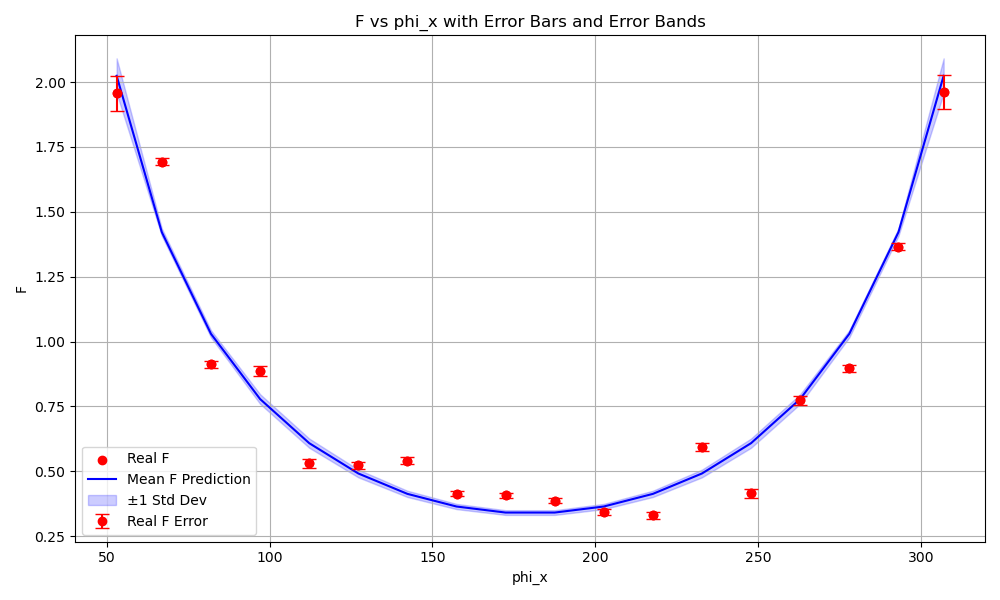 F vs phi_x with Error Bars and Error Bands
F
2.00
1.75
1.50
1.25
1.00
0.75
0.50
0.25
Real F
Mean F Prediction
±1 Std Dev
Real F Error
50 100 150 200 250 300
phi_x